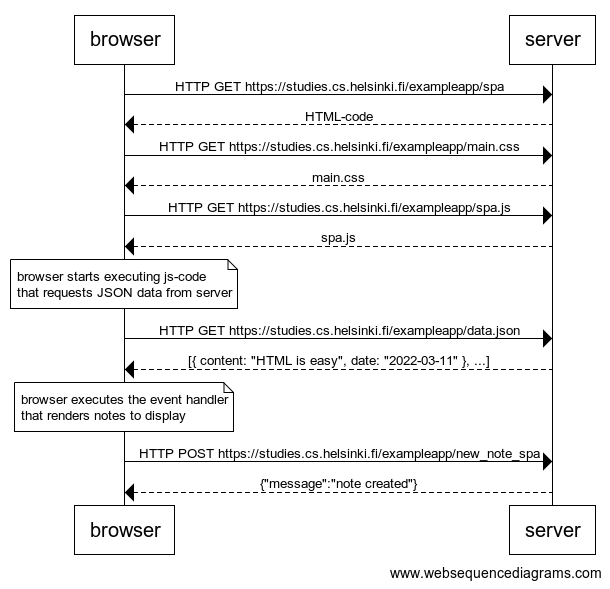 browser server
HTTP GET https://studies.cs.helsinki.fi/exampleapp/spa
HTML-code
HTTP GET https://studies.cs.helsinki.fi/exampleapp/main.css
main.css
HTTP GET https://studies.cs.helsinki.fi/exampleapp/spa.js
spa.js
browser starts executing js-code
that requests JSON data from server
HTTP GET https://studies.cs.helsinki.fi/exampleapp/data.json
[{ content: "HTML is easy", date: "2022-03-11" }, ...]
browser executes the event handler
that renders notes to display
HTTP POST https://studies.cs.helsinki.fi/exampleapp/new_note_spa
{"message":"note created"}
browser server
www.websequencediagrams.com